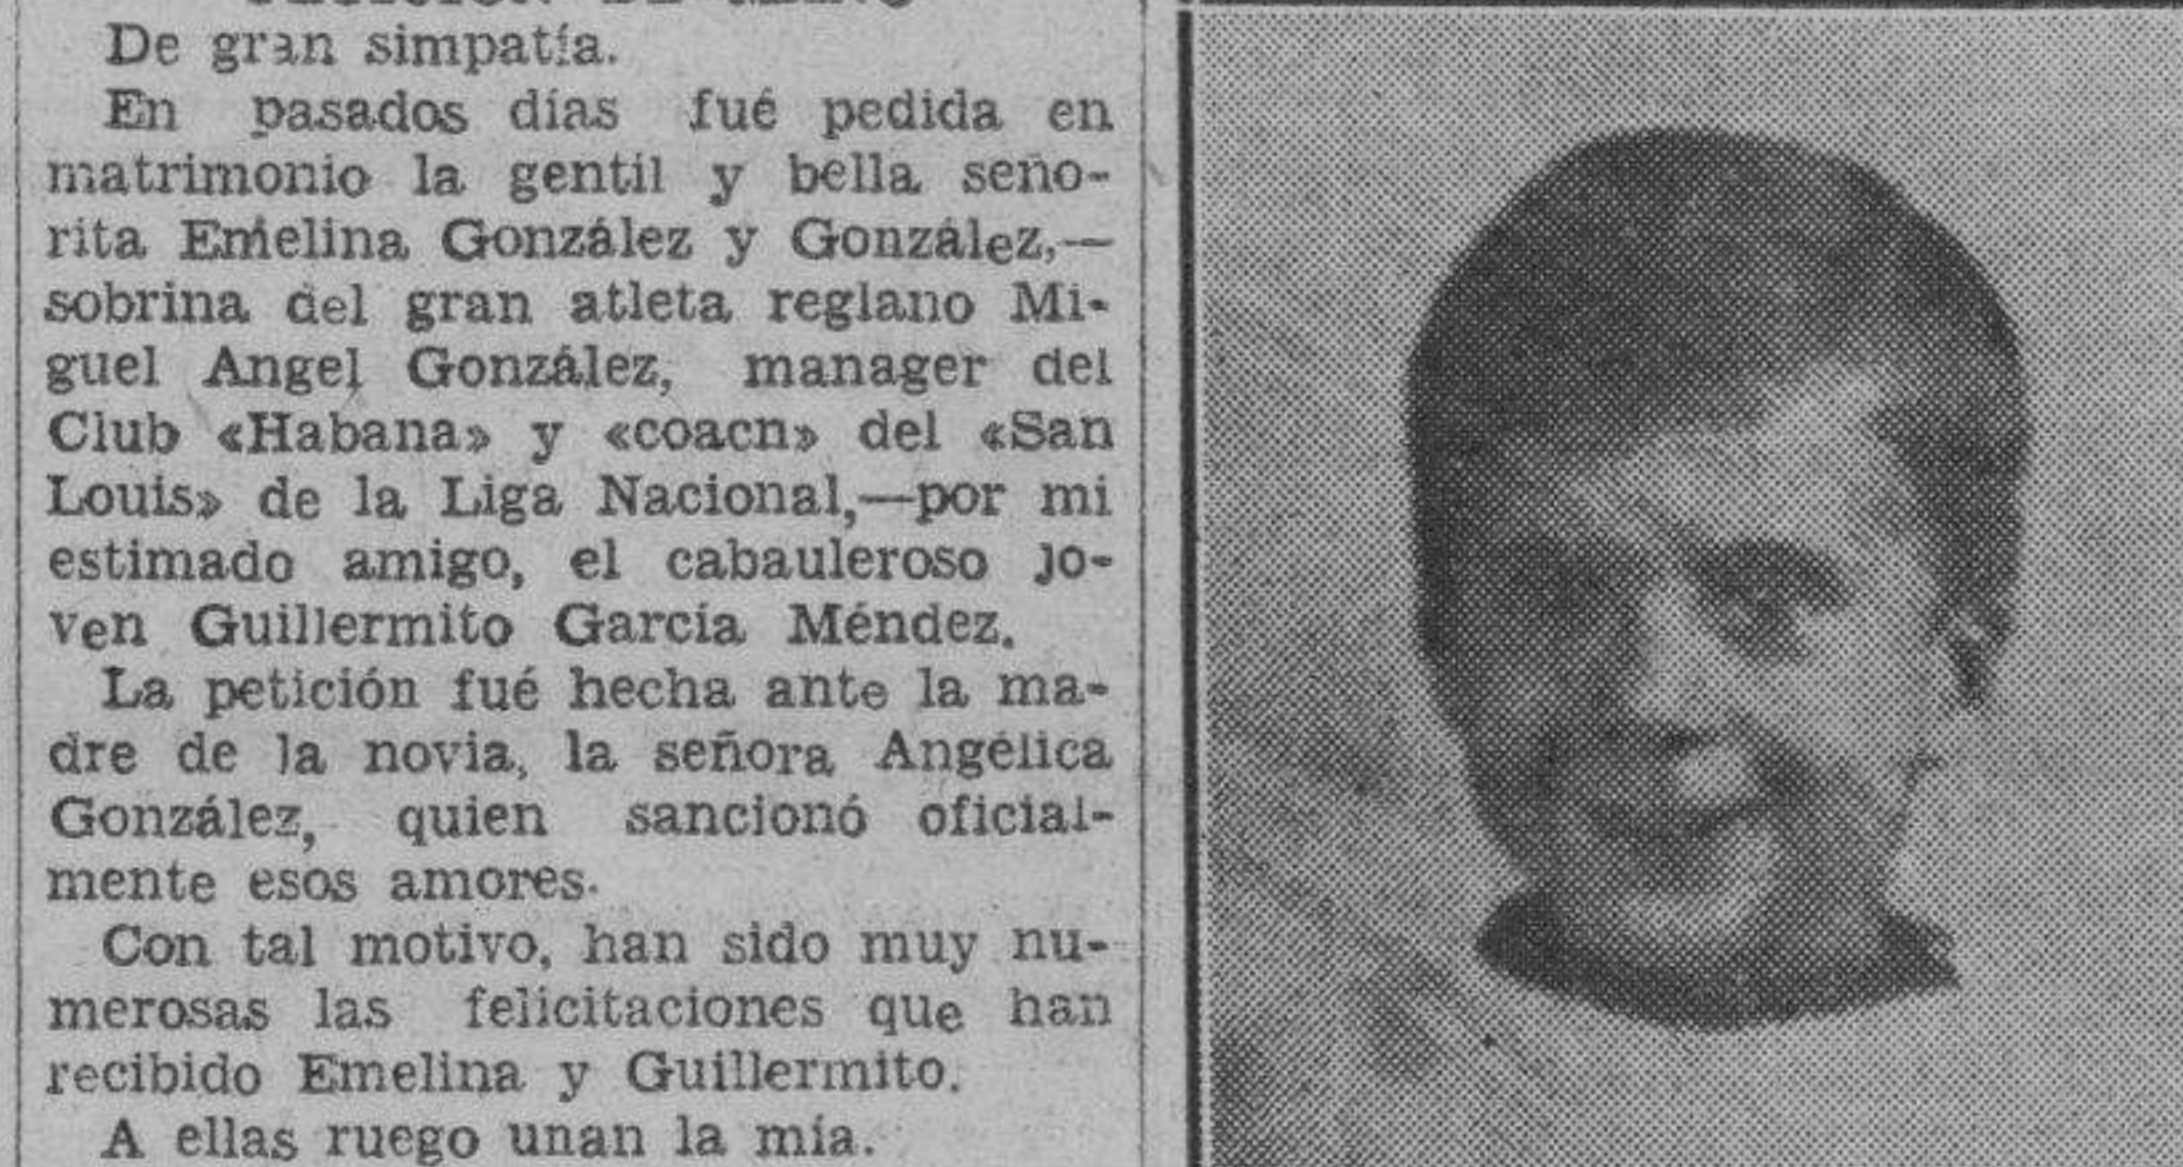 De gran simpatía.
En pasados días fué pedida en
matrimonio la gentil y bella seño-
rita Emelina González y González,—
sobrina del gran atleta reglano Mi-
guel Angel González, manager del
Club «Habana» y «coacn» del «San
Louis» de la Liga Nacional,—por mi
estimado amigo, el cabauleroso jo-
ven Guillermito García Méndez.
La petición fué hecha ante la ma-
dre de la novia, la señora Angélica
González, quien sancionó oficial-
mente esos amores.
Con tal motivo, han sido muy nu-
merosas las felicitaciones que han
recibido Emelina y Guillermito.
A ellas ruego unan la mía.